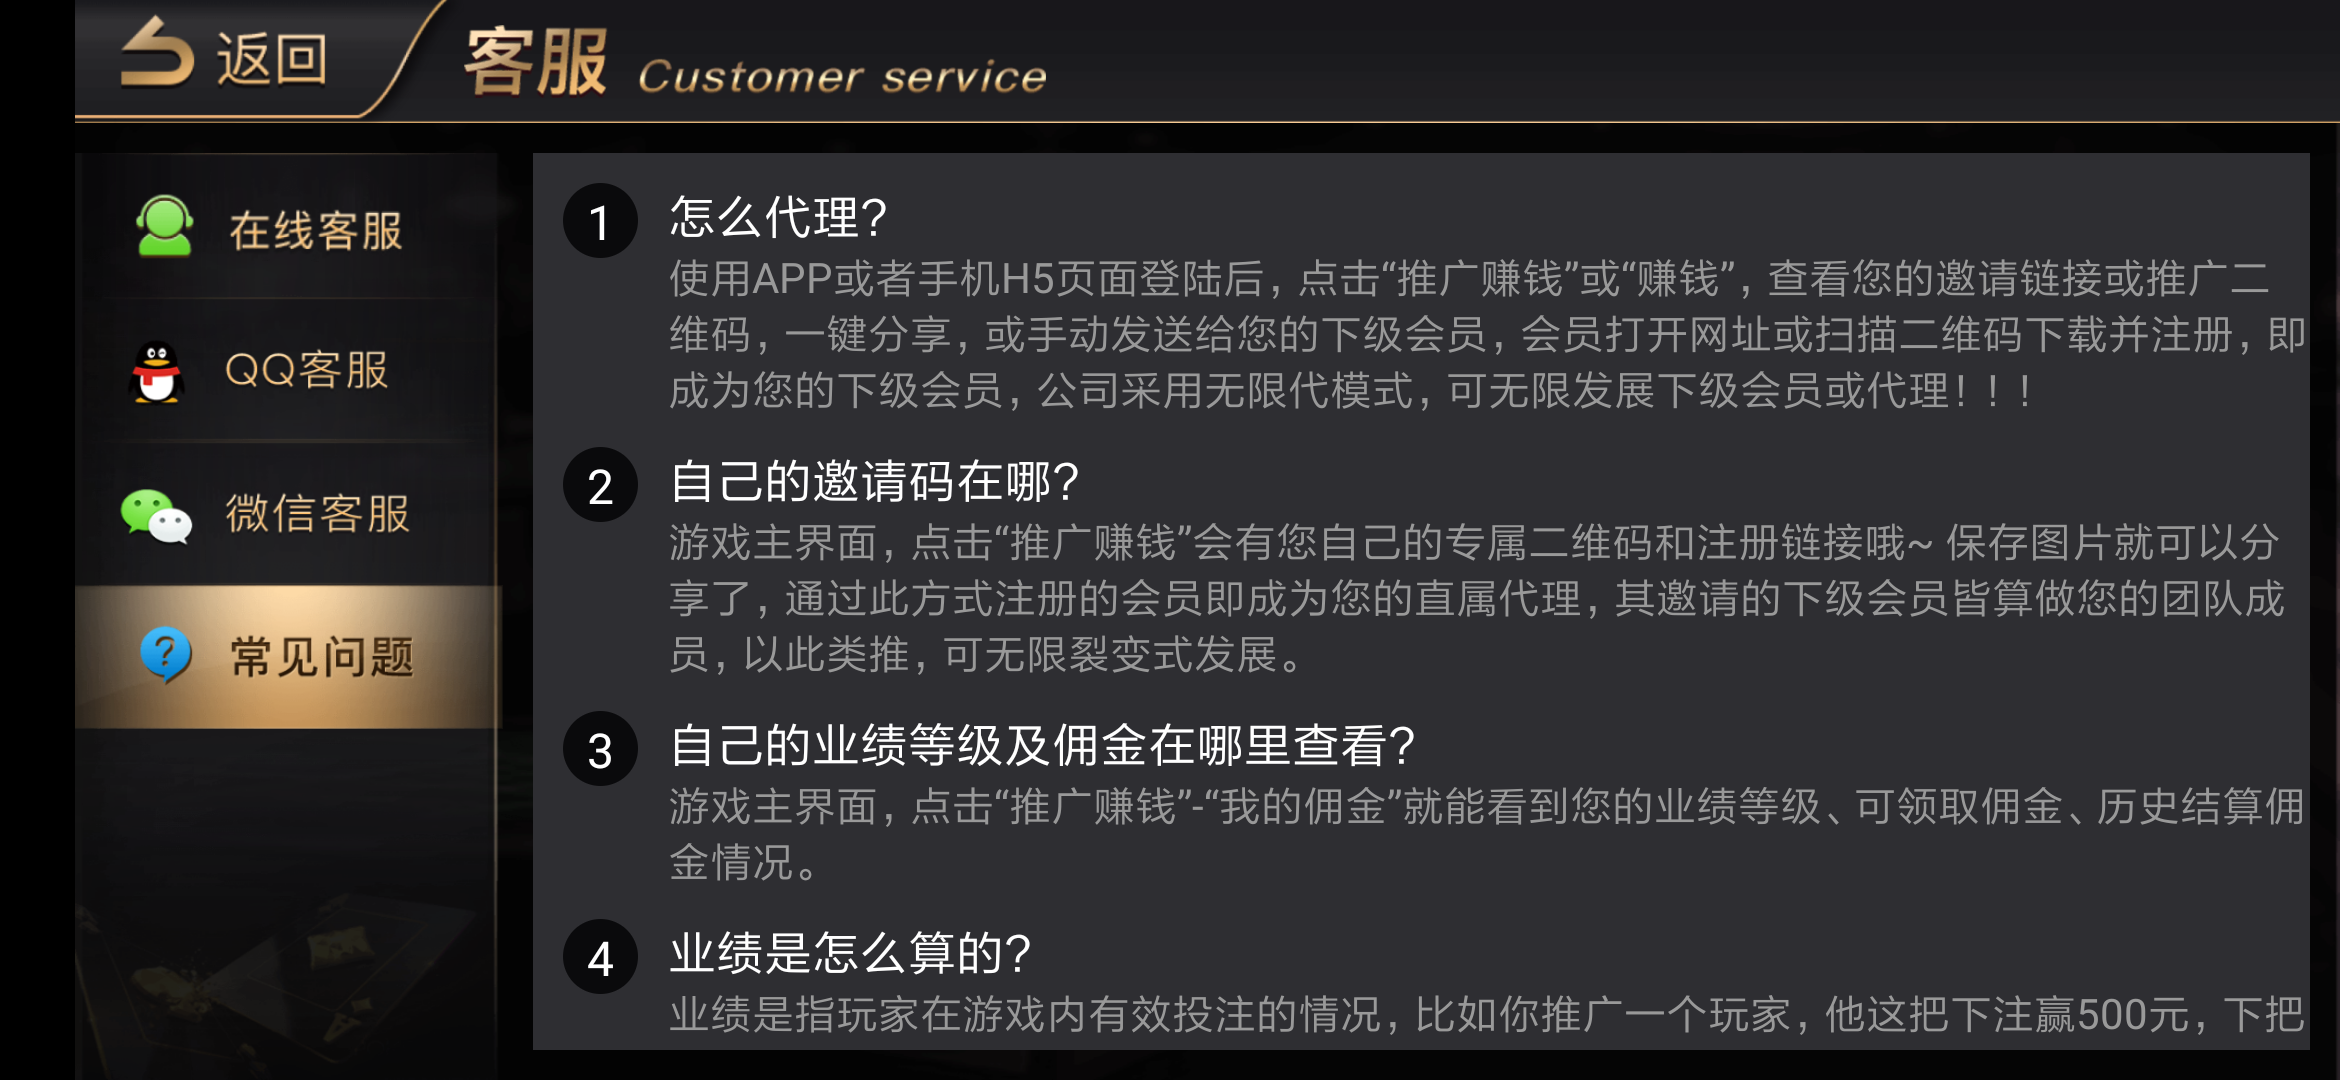 返回
客服 Customer service
在线客服
QQ客服
微信客服
常见问题
1 怎么代理？
使用APP或者手机H5页面登陆后，点击“推广赚钱”或“赚钱”，查看您的邀请链接或推广二
维码，一键分享，或手动发送给您的下级会员，会员打开网址或扫描二维码下载并注册，即
成为您的下级会员，公司采用无限代模式，可无限发展下级会员或代理！！！
2 自己的邀请码在哪？
游戏主界面，点击“推广赚钱”会有您自己的专属二维码和注册链接哦~ 保存图片就可以分
享了，通过此方式注册的会员即成为您的直属代理，其邀请的下级会员皆算做您的团队成
员，以此类推，可无限裂变式发展。
3 自己的业绩等级及佣金在哪里查看？
游戏主界面，点击“推广赚钱”-“我的佣金”就能看到您的业绩等级、可领取佣金、历史结算佣
金情况。
4 业绩是怎么算的？
业绩是指玩家在游戏内有效投注的情况，比如你推广一个玩家，他这把下注赢500元，下把